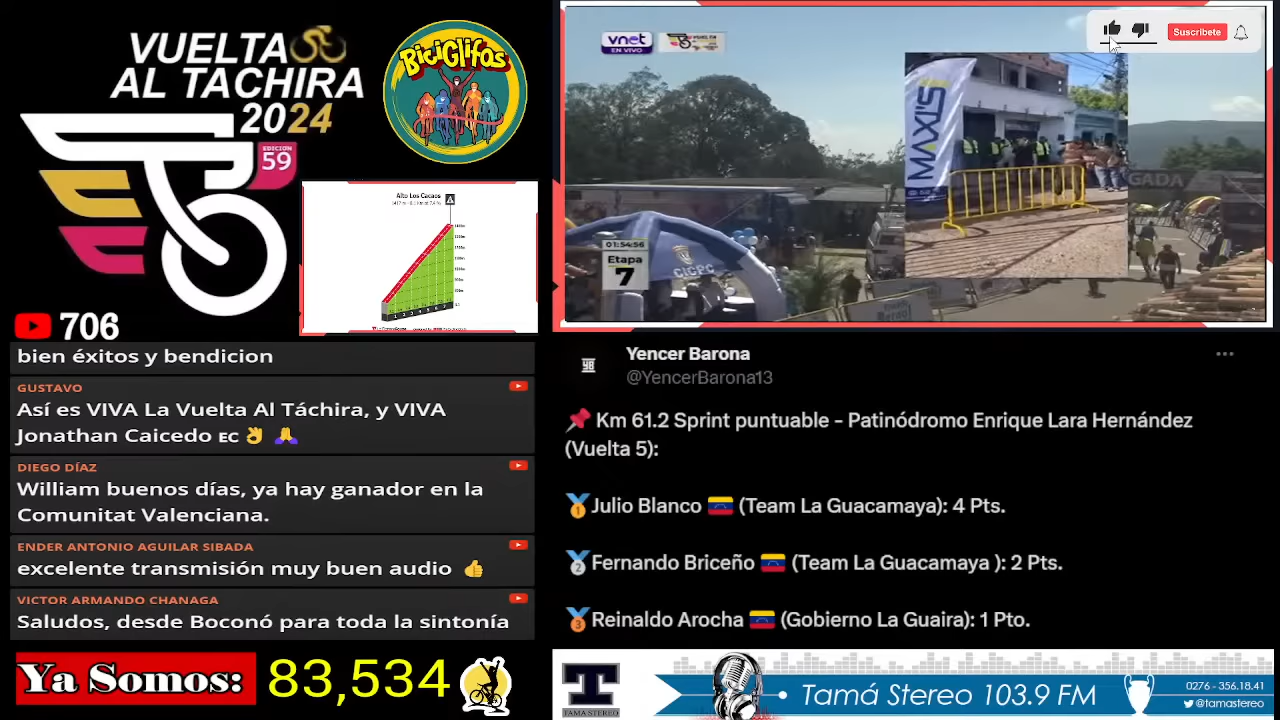 VUELTA
AL TACHIRA
2024
EDICION
59
BiciGlifos
Alto Los Cacaos
706
bien éxitos y bendicion
GUSTAVO
Así es VIVA La Vuelta Al Táchira, y VIVA
Jonathan Caicedo EC 👌 🙏
DIEGO DÍAZ
William buenos días, ya hay ganador en la
Comunitat Valenciana.
ENDER ANTONIO AGUILAR SIBADA
excelente transmisión muy buen audio 👍
VICTOR ARMANDO CHANAGA
Saludos, desde Boconó para toda la sintonía
Ya Somos: 83,534
vnet
EN VIVO
VUELTA
Suscríbete
MAXI'S
GADA
01:54:56
Etapa
7
CICPC
Yencer Barona
@YencerBarona13
📌 Km 61.2 Sprint puntuable - Patinódromo Enrique Lara Hernández
(Vuelta 5):
🥇Julio Blanco 🇻🇪 (Team La Guacamaya): 4 Pts.
🥈Fernando Briceño 🇻🇪 (Team La Guacamaya ): 2 Pts.
🥉Reinaldo Arocha 🇻🇪 (Gobierno La Guaira): 1 Pto.
T
TAMA STEREO
Tamá Stereo 103.9 FM
0276 - 356.18.41
@tamastereo